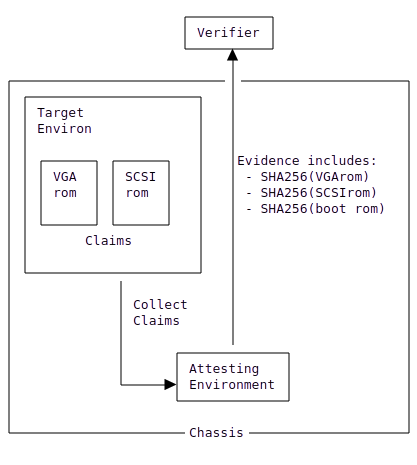 Verifier
Target
Environ
VGA
rom
SCSI
rom
Claims
Evidence includes:
- SHA256(VGArom)
- SHA256(SCSIrom)
- SHA256(boot rom)
Collect
Claims
Attesting
Environment
Chassis